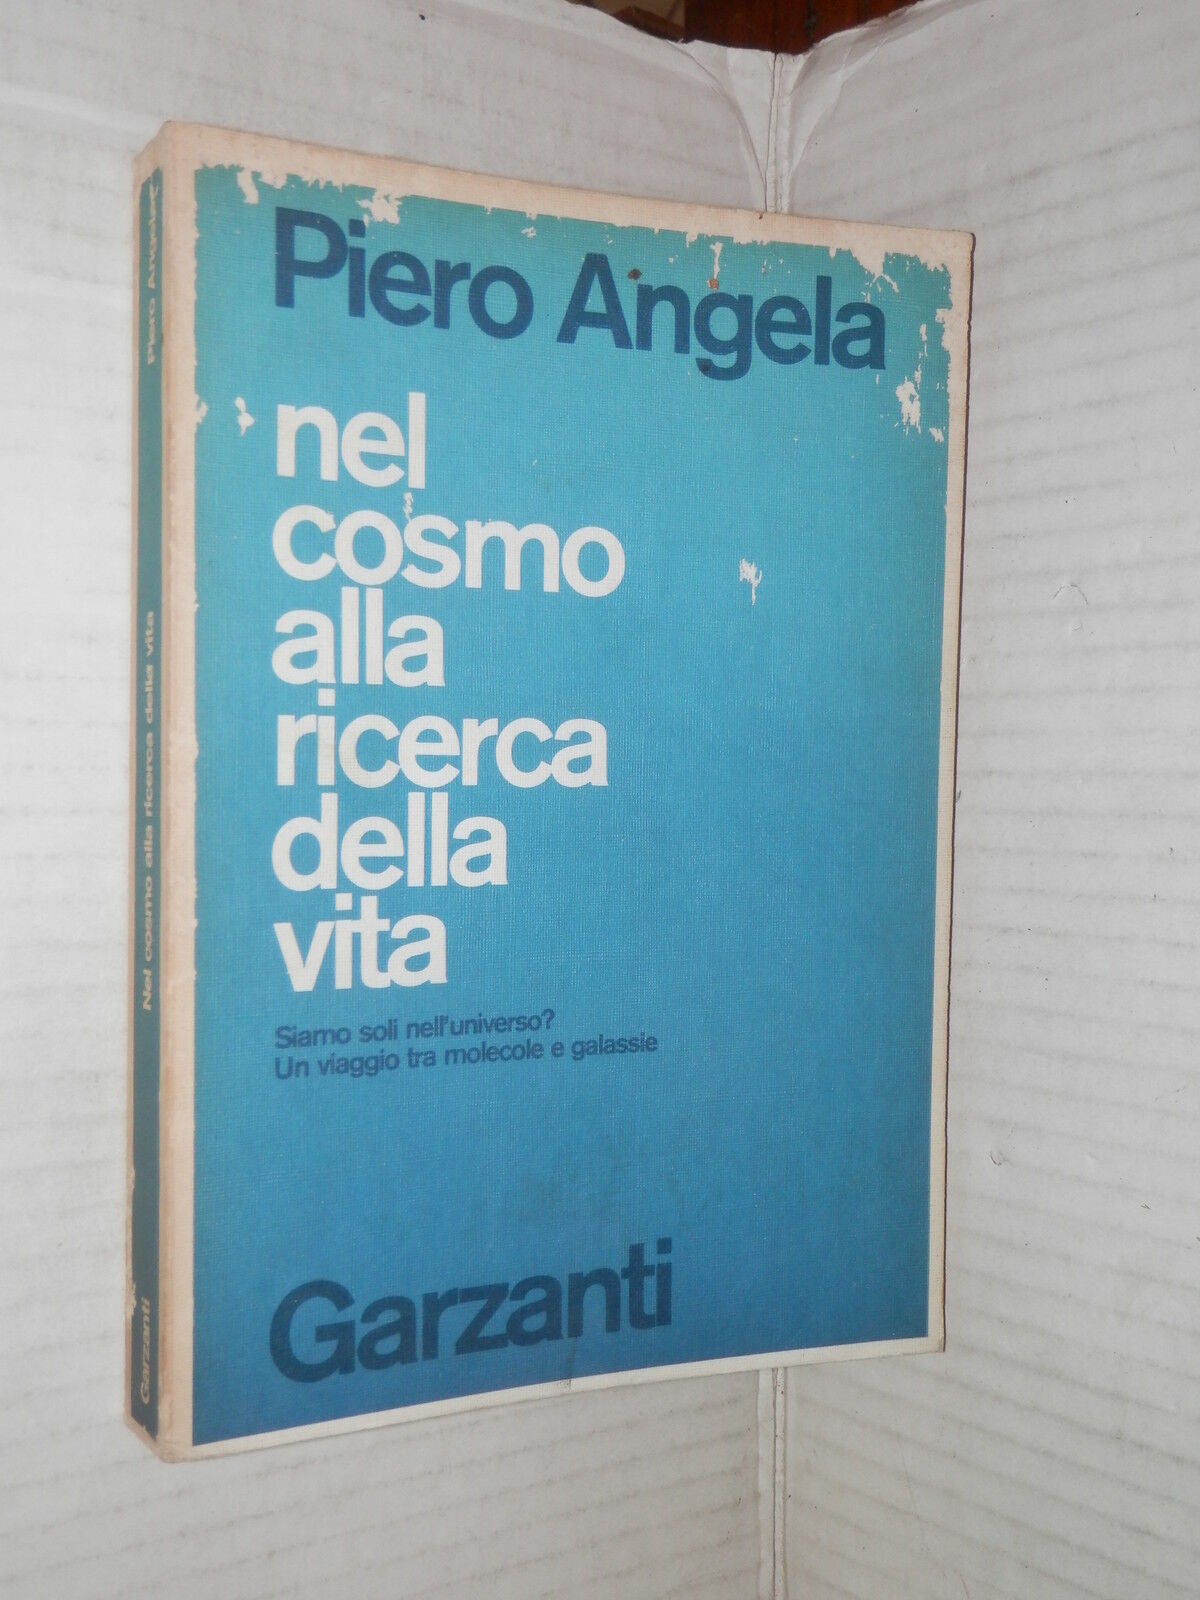 Piero Angela
nel
cosmo
alla
ricerca
della
vita
Siamo soli nell'universo?
Un viaggio tra molecole e galassie
Garzanti
Piero Angela
Nel cosmo alla ricerca della vita
Garzanti